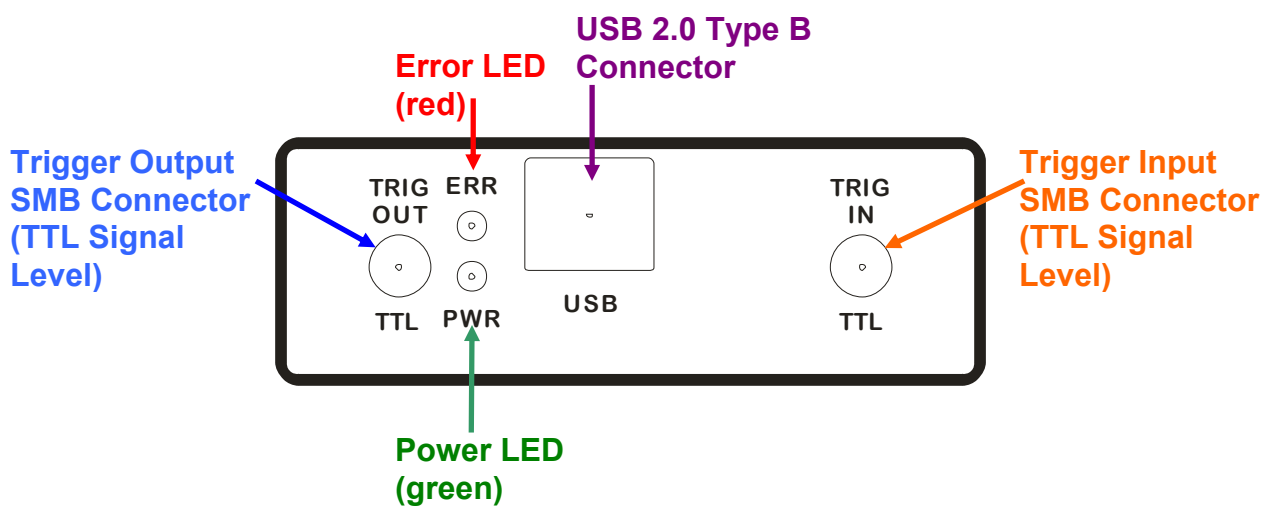 USB 2.0 Type B
Connector
Error LED
(red)
Trigger Output
SMB Connector
(TTL Signal
Level)
Trigger Input
SMB Connector
(TTL Signal
Level)
TRIG
OUT
ERR
TRIG
IN
TTL
PWR
USB
TTL
Power LED
(green)